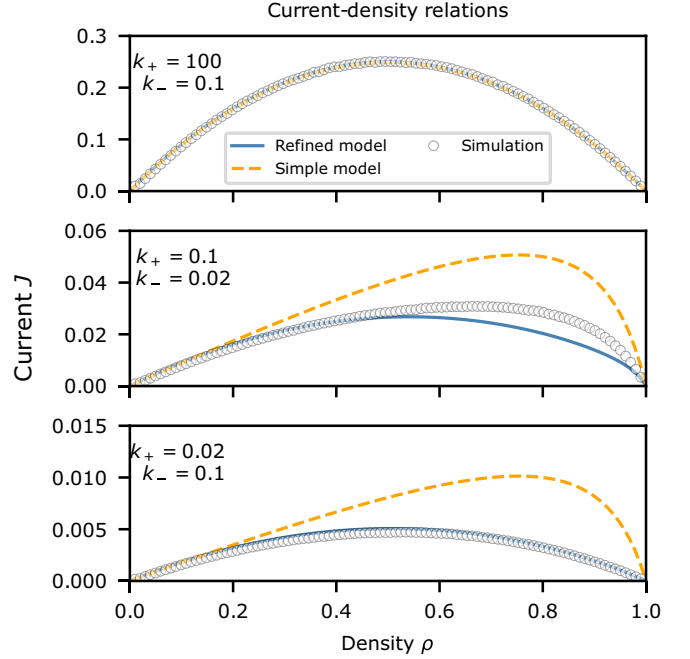 Current-density relations
0.3
0.2
0.1
0.0
k₊ = 100
k₋ = 0.1
Refined model
Simple model
Simulation
0.06
0.04
0.02
0.00
k₊ = 0.1
k₋ = 0.02
Current J
0.015
0.010
0.005
0.000
k₊ = 0.02
k₋ = 0.1
0.0 0.2 0.4 0.6 0.8 1.0
Density ρ